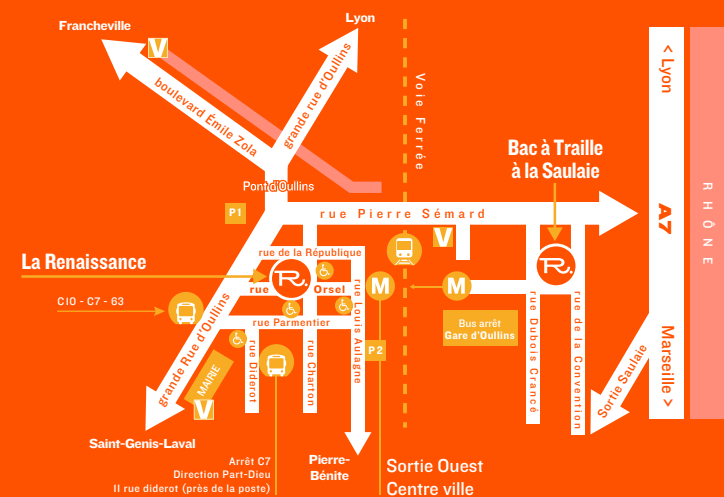 Francheville
Lyon
V
boulevard Émile Zola
grande rue d'Oullins
Voie Ferrée
< Lyon
A7
Marseille >
RHÔNE
Bac à Traille
à la Saulaie
Pont d'Oullins
P1
rue Pierre Sémard
V
La Renaissance
rue de la République
R
rue Orsel
M
M
R
C10 - C7 - 63
rue Parmentier
rue Louis Aulagne
Bus arrêt
Gare d'Oullins
grande Rue d'Oullins
P2
rue Diderot
rue Charton
rue Dubois Crancé
rue de la Convention
Sortie Saulaie
MAIRIE
V
Saint-Genis-Laval
Arrêt C7
Direction Part-Dieu
11 rue diderot (près de la poste)
Pierre-
Bénite
Sortie Ouest
Centre ville